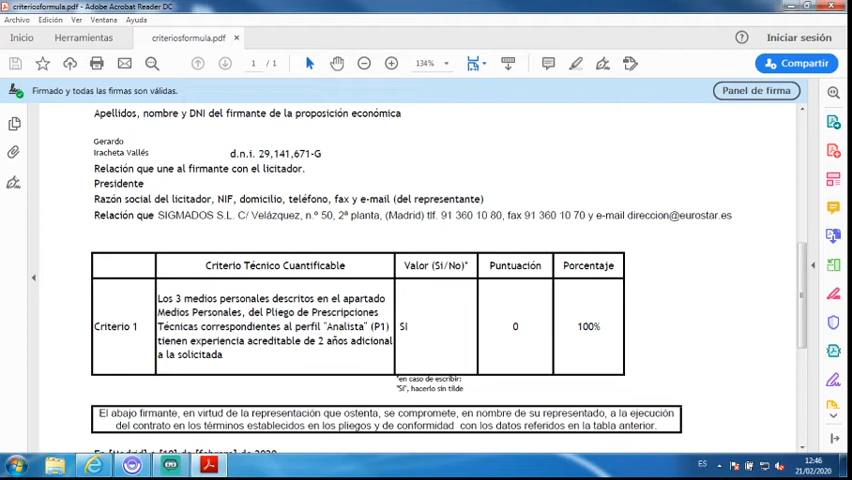 criteriosformula.pdf - Adobe Acrobat Reader DC
Archivo Edición Ver Ventana Ayuda
Inicio Herramientas criteriosformula.pdf × Iniciar sesión
1 / 1 134% Compartir
Firmado y todas las firmas son válidas. Panel de firma
Apellidos, nombre y DNI del firmante de la proposición económica
Gerardo
Iracheta Vallés d.n.i. 29,141,671-G
Relación que une al firmante con el licitador.
Presidente
Razón social del licitador, NIF, domicilio, teléfono, fax y e-mail (del representante)
Relación que SIGMADOS S.L. C/ Velázquez, n.º 50, 2ª planta, (Madrid) tlf. 91 360 10 80, fax 91 360 10 70 y e-mail direccion@eurostar.es
Criterio Técnico Cuantificable Valor (Si/No)* Puntuación Porcentaje
Los 3 medios personales descritos en el apartado
Medios Personales, del Pliego de Prescripciones
Criterio 1 Técnicas correspondientes al perfil "Analista" (P1) SI 0 100%
tienen experiencia acreditable de 2 años adicional
a la solicitada
*en caso de escribir:
"SI", hacerlo sin tilde
El abajo firmante, en virtud de la representación que ostenta, se compromete, en nombre de su representado, a la ejecución
del contrato en los términos establecidos en los pliegos y de conformidad con los datos referidos en la tabla anterior.
ES 12:46
21/02/2020